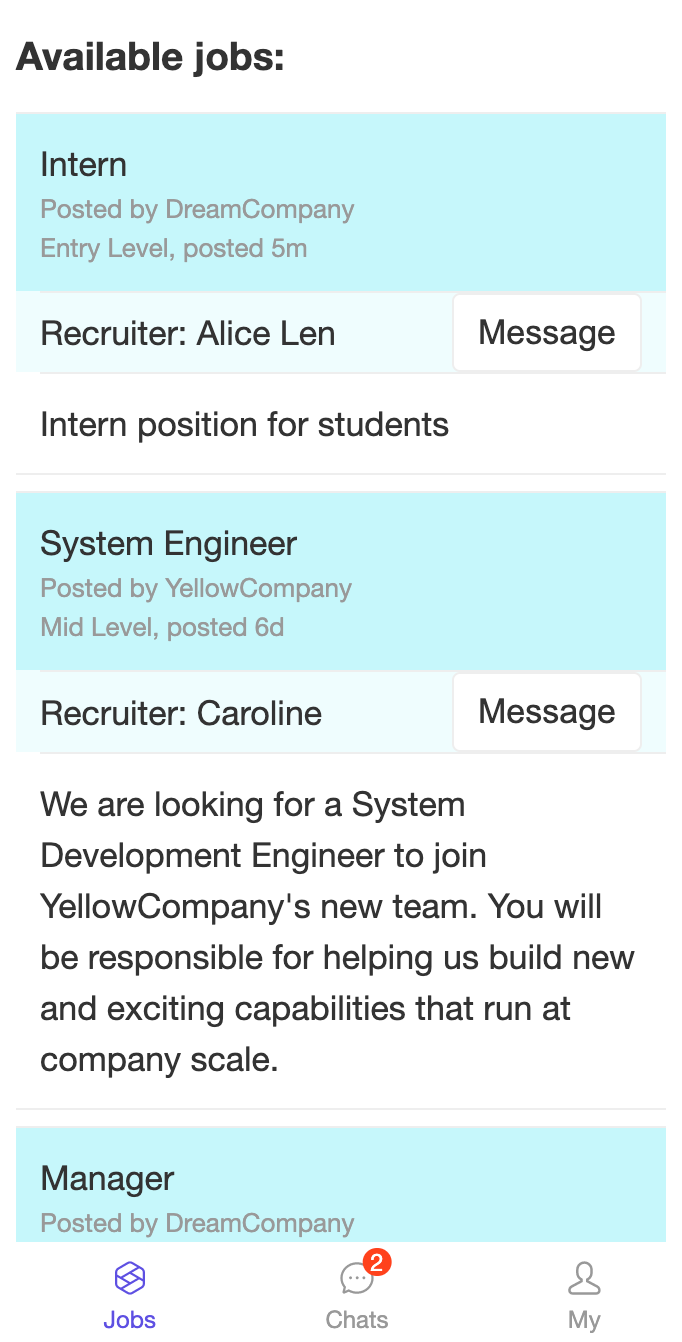 Available jobs:
Intern
Posted by DreamCompany
Entry Level, posted 5m
Recruiter: Alice Len
Message
Intern position for students
System Engineer
Posted by YellowCompany
Mid Level, posted 6d
Recruiter: Caroline
Message
We are looking for a System
Development Engineer to join
YellowCompany's new team. You will
be responsible for helping us build new
and exciting capabilities that run at
company scale.
Manager
Posted by DreamCompany
2
Jobs
Chats
My